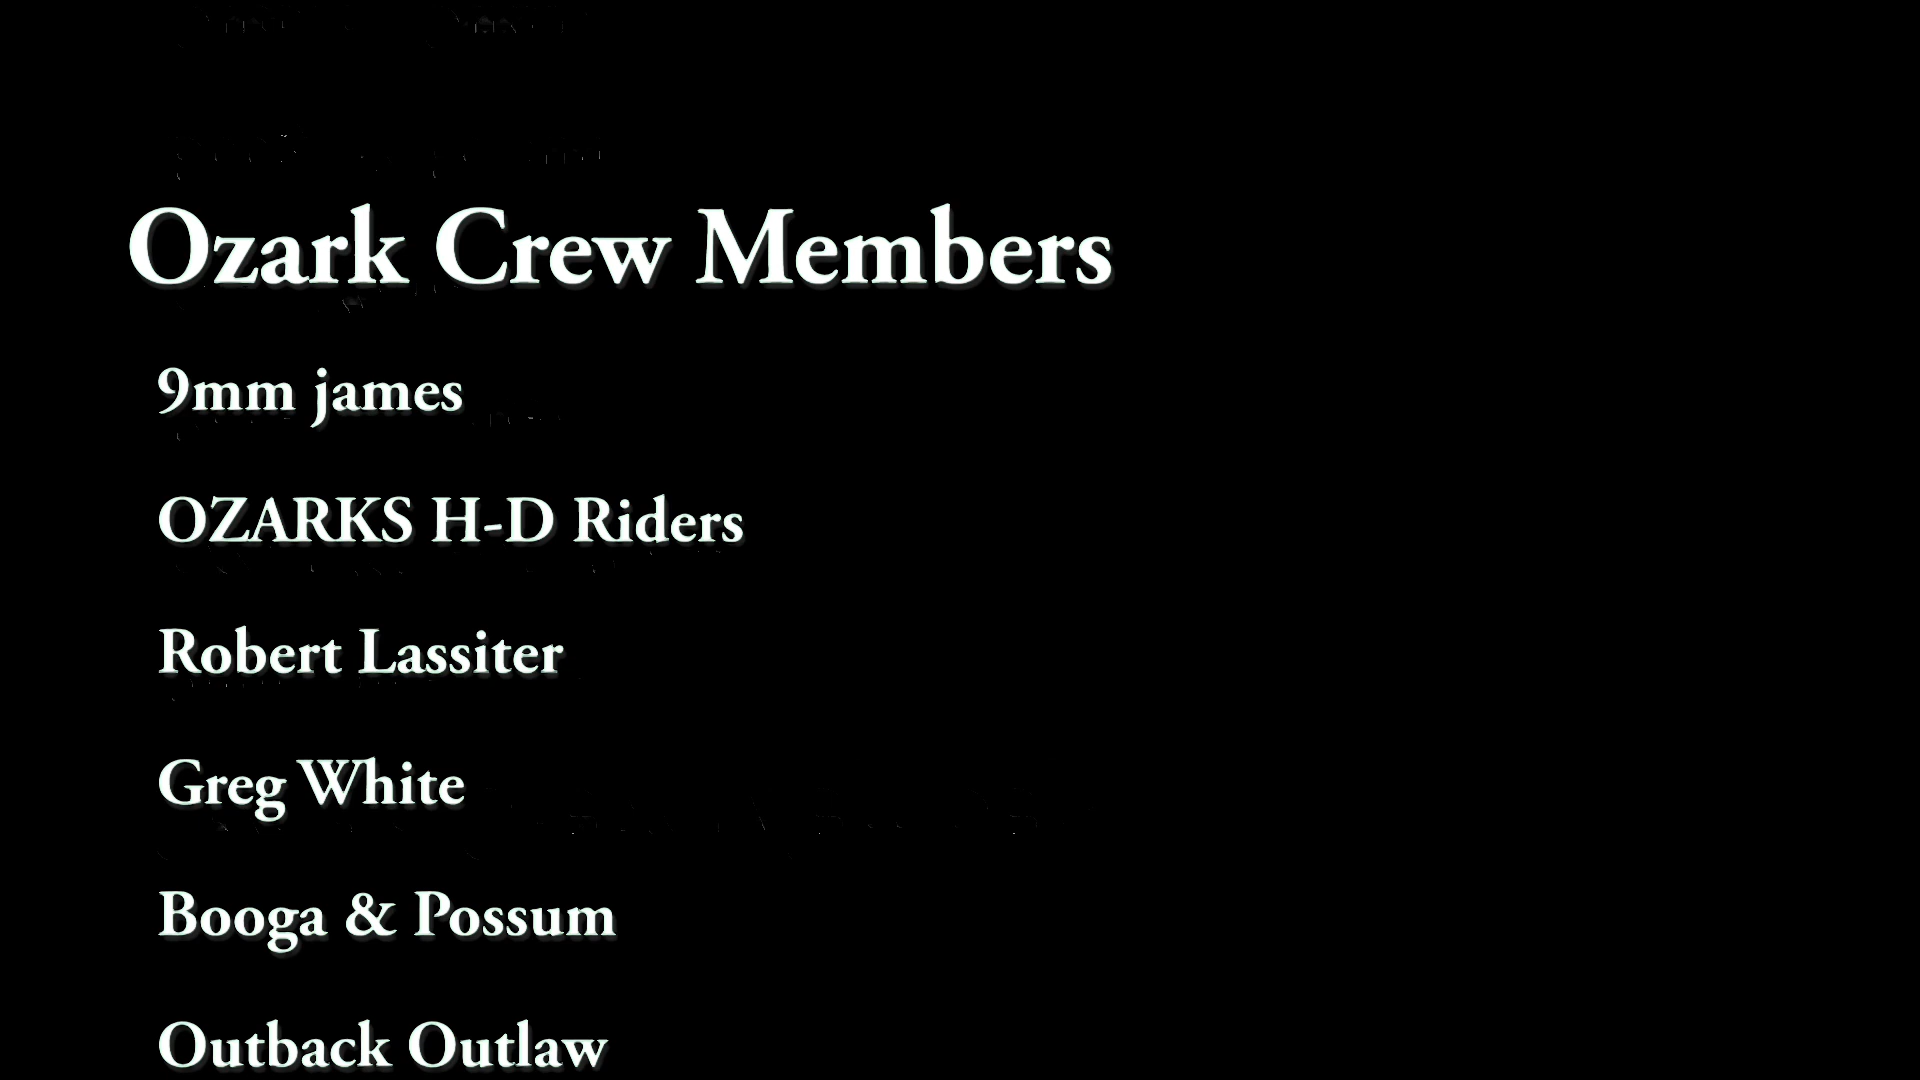 Ozark Crew Members
9mm james
OZARKS H-D Riders
Robert Lassiter
Greg White
Booga & Possum
Outback Outlaw